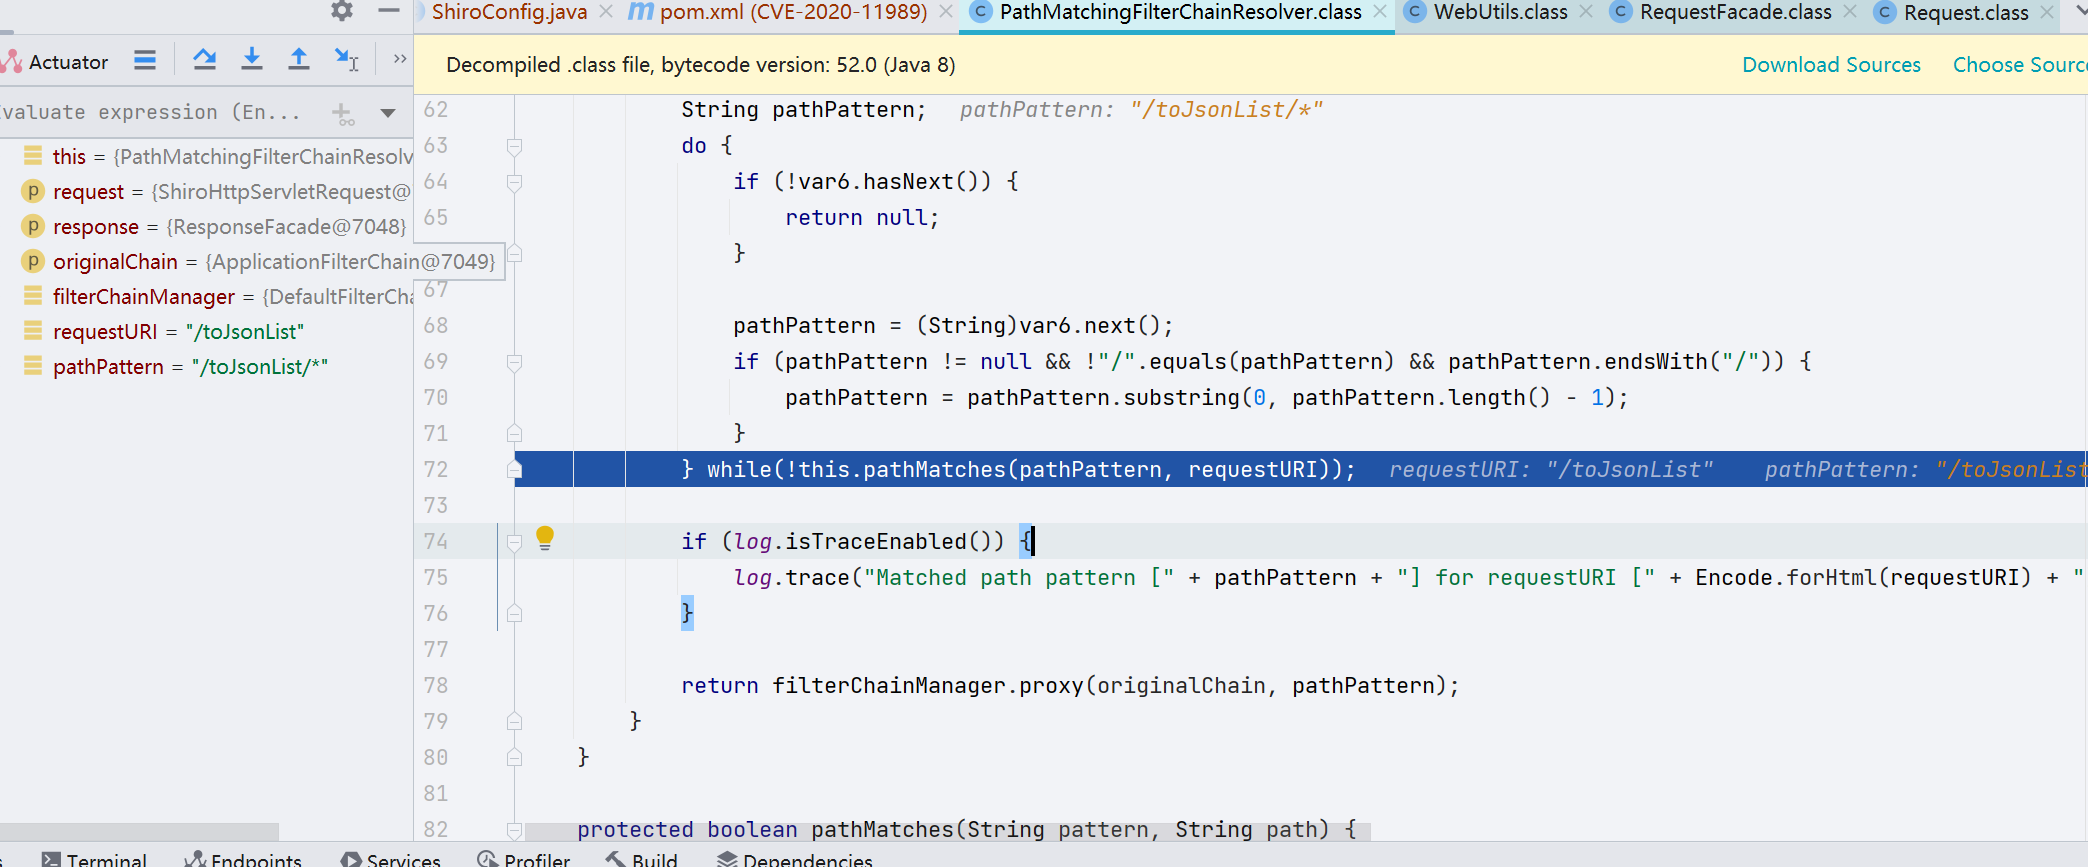 ShiroConfig.java pom.xml (CVE-2020-11989) PathMatchingFilterChainResolver.class WebUtils.class RequestFacade.class Request.class
Actuator
Decompiled .class file, bytecode version: 52.0 (Java 8) Download Sources Choose Sourc
valuate expression (En...
this = {PathMatchingFilterChainResolv
request = {ShiroHttpServletRequest@
response = {ResponseFacade@7048}
originalChain = {ApplicationFilterChain@7049}
filterChainManager = {DefaultFilterCha
requestURI = "/toJsonList"
pathPattern = "/toJsonList/*"
62 String pathPattern; pathPattern: "/toJsonList/*"
63 do {
64 if (!var6.hasNext()) {
65 return null;
}
67
68 pathPattern = (String)var6.next();
69 if (pathPattern != null && !"/".equals(pathPattern) && pathPattern.endsWith("/")) {
70 pathPattern = pathPattern.substring(0, pathPattern.length() - 1);
71 }
72 } while(!this.pathMatches(pathPattern, requestURI)); requestURI: "/toJsonList" pathPattern: "/toJsonList
73
74 if (log.isTraceEnabled()) {
75 log.trace("Matched path pattern [" + pathPattern + "] for requestURI [" + Encode.forHtml(requestURI) + "
76 }
77
78 return filterChainManager.proxy(originalChain, pathPattern);
79 }
80 }
81
82 protected boolean pathMatches(String pattern, String path) {
Terminal Endpoints Services Profiler Build Dependencies